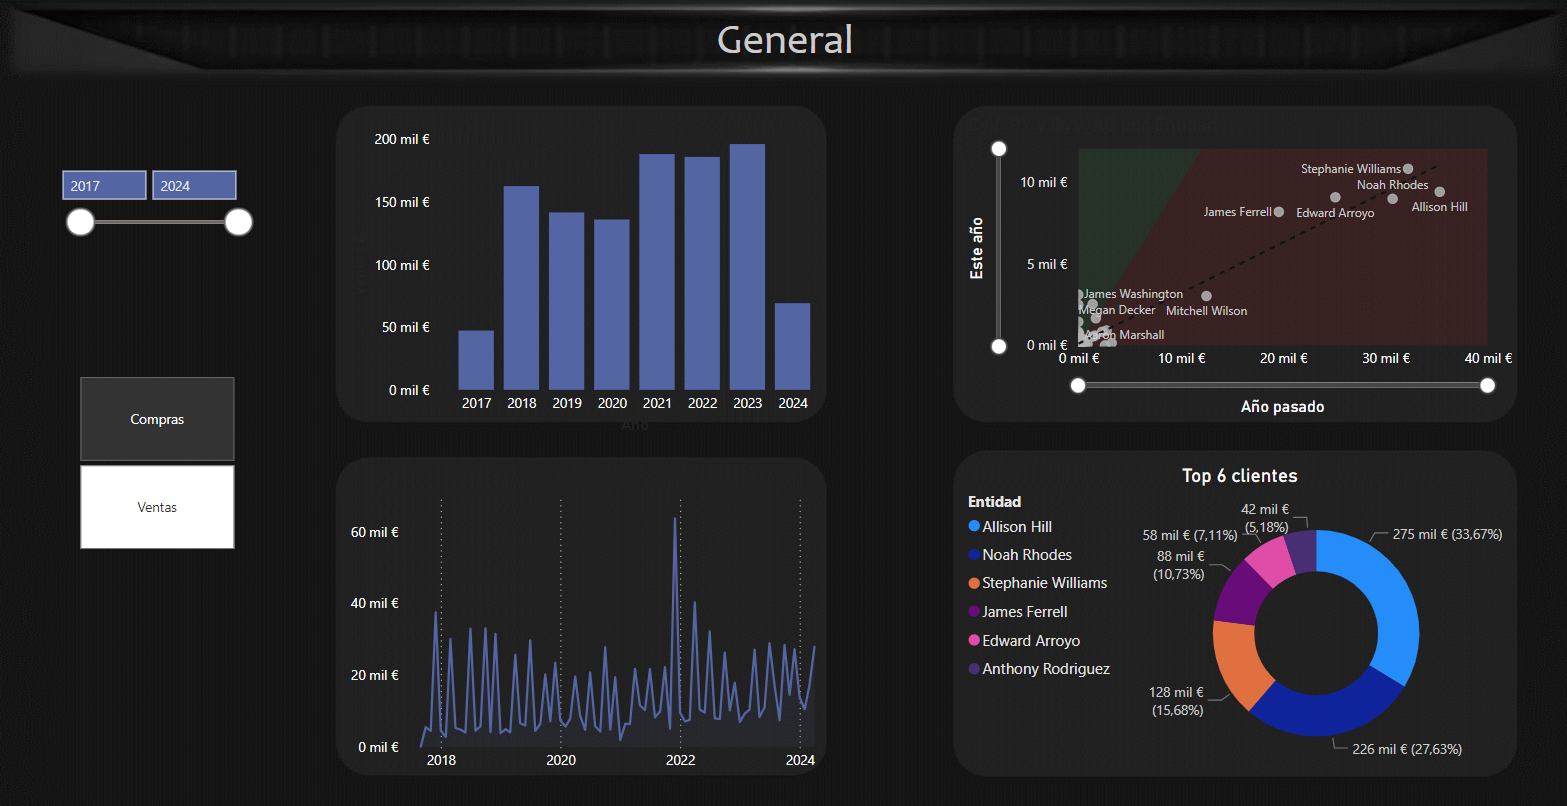 General
2017
2024
Compras
Ventas
200 mil €
150 mil €
100 mil €
50 mil €
0 mil €
2017 2018 2019 2020 2021 2022 2023 2024
Año
60 mil €
40 mil €
20 mil €
0 mil €
2018 2020 2022 2024
Este año
10 mil €
5 mil €
0 mil €
Stephanie Williams
Noah Rhodes
James Ferrell
Edward Arroyo
Allison Hill
James Washington
Megan Decker
Mitchell Wilson
Aaron Marshall
0 mil € 10 mil € 20 mil € 30 mil € 40 mil €
Año pasado
Top 6 clientes
Entidad
Allison Hill
Noah Rhodes
Stephanie Williams
James Ferrell
Edward Arroyo
Anthony Rodriguez
42 mil €
(5,18%)
58 mil € (7,11%)
88 mil €
(10,73%)
128 mil €
(15,68%)
275 mil € (33,67%)
226 mil € (27,63%)